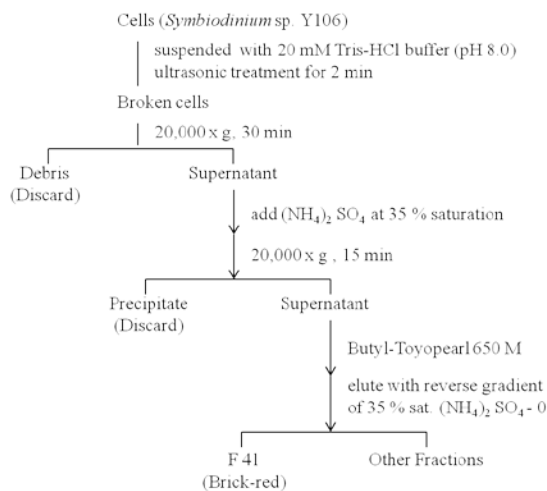 Cells (Symbiodinium sp. Y106)
suspended with 20 mM Tris-HCl buffer (pH 8.0)
ultrasonic treatment for 2 min
Broken cells
20,000 x g, 30 min
Debris
(Discard)
Supernatant
add (NH4)2 SO4 at 35 % saturation
20,000 x g , 15 min
Precipitate
(Discard)
Supernatant
Butyl-Toyopearl 650 M
elute with reverse gradient
of 35 % sat. (NH4)2 SO4 - 0
F 41
(Brick-red)
Other Fractions